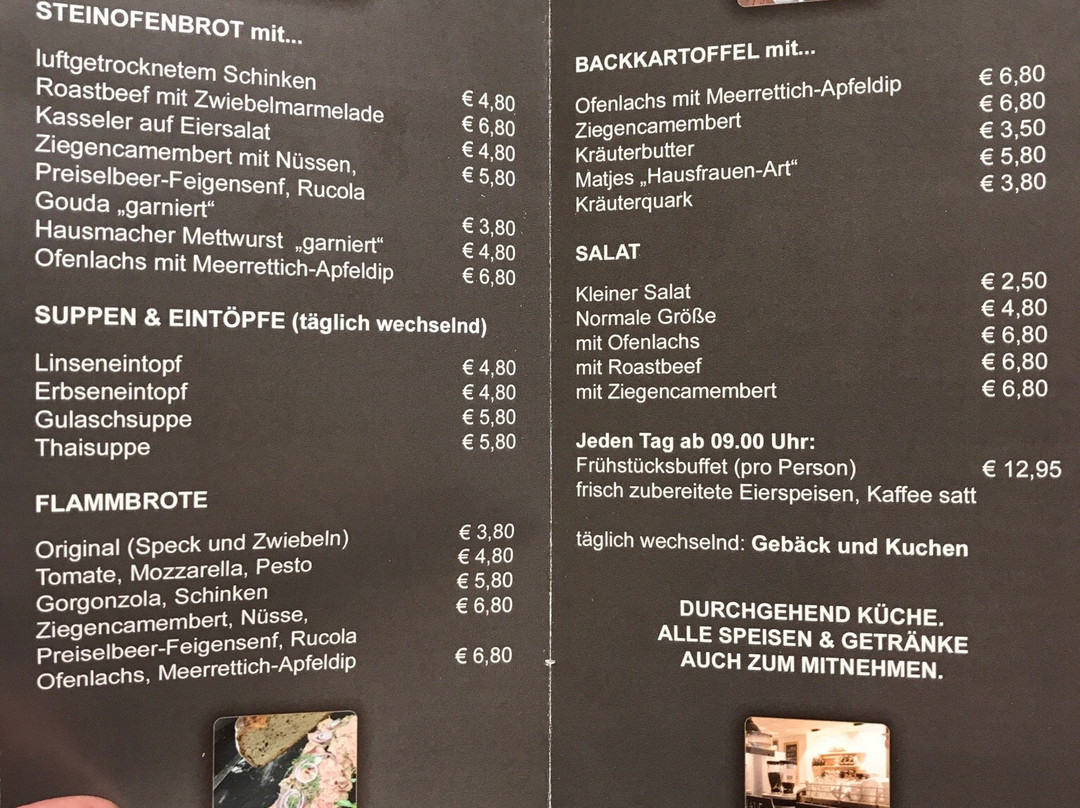 STEINOFENBROT mit...
luftgetrocknetem Schinken € 4,80
Roastbeef mit Zwiebelmarmelade € 6,80
Kasseler auf Eiersalat € 4,80
Ziegencamembert mit Nüssen, € 5,80
Preiselbeer-Feigensenf, Rucola
Gouda „garniert“ € 3,80
Hausmacher Mettwurst „garniert“ € 4,80
Ofenlachs mit Meerrettich-Apfeldip € 6,80
SUPPEN & EINTÖPFE (täglich wechselnd)
Linseneintopf € 4,80
Erbseneintopf € 4,80
Gulaschsuppe € 5,80
Thaisuppe € 5,80
FLAMMBROTE
Original (Speck und Zwiebeln) € 3,80
Tomate, Mozzarella, Pesto € 4,80
Gorgonzola, Schinken € 5,80
Ziegencamembert, Nüsse, € 6,80
Preiselbeer-Feigensenf, Rucola
Ofenlachs, Meerrettich-Apfeldip € 6,80
BACKKARTOFFEL mit...
Ofenlachs mit Meerrettich-Apfeldip € 6,80
Ziegencamembert € 6,80
Kräuterbutter € 3,50
Matjes „Hausfrauen-Art“ € 5,80
Kräuterquark € 3,80
SALAT
Kleiner Salat € 2,50
Normale Größe € 4,80
mit Ofenlachs € 6,80
mit Roastbeef € 6,80
mit Ziegencamembert € 6,80
Jeden Tag ab 09.00 Uhr:
Frühstücksbuffet (pro Person) € 12,95
frisch zubereitete Eierspeisen, Kaffee satt
täglich wechselnd: Gebäck und Kuchen
DURCHGEHEND KÜCHE.
ALLE SPEISEN & GETRÄNKE
AUCH ZUM MITNEHMEN.